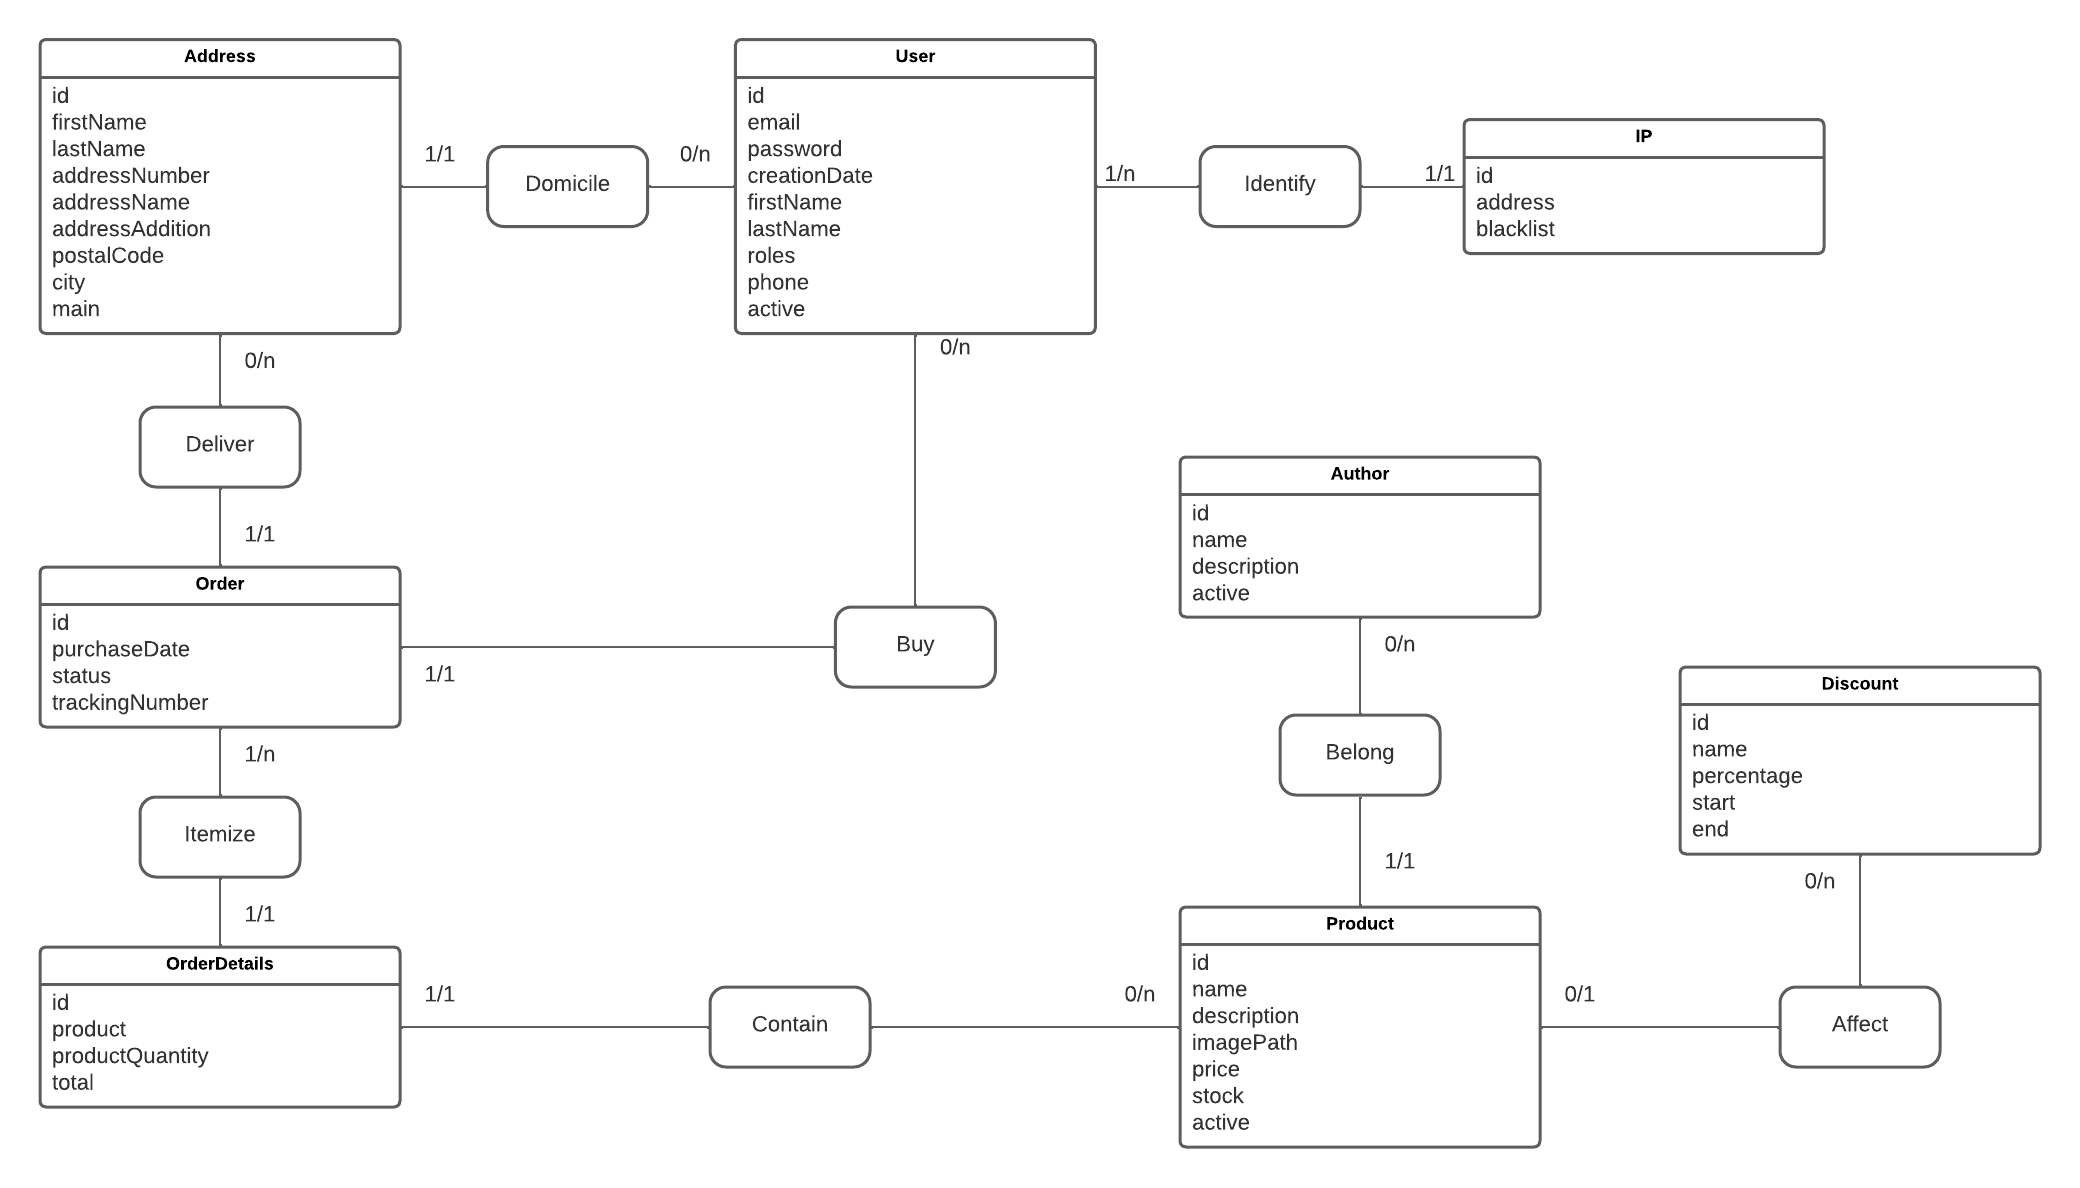 Address
id
firstName
lastName
addressNumber
addressName
addressAddition
postalCode
city
main
1/1
Domicile
0/n
User
id
email
password
creationDate
firstName
lastName
roles
phone
active
1/n
Identify
1/1
IP
id
address
blacklist
0/n
Deliver
1/1
0/n
Order
id
purchaseDate
status
trackingNumber
1/1
Buy
Author
id
name
description
active
0/n
Belong
1/1
Discount
id
name
percentage
start
end
0/n
1/n
Itemize
1/1
OrderDetails
id
product
productQuantity
total
1/1
Contain
0/n
Product
id
name
description
imagePath
price
stock
active
0/1
Affect